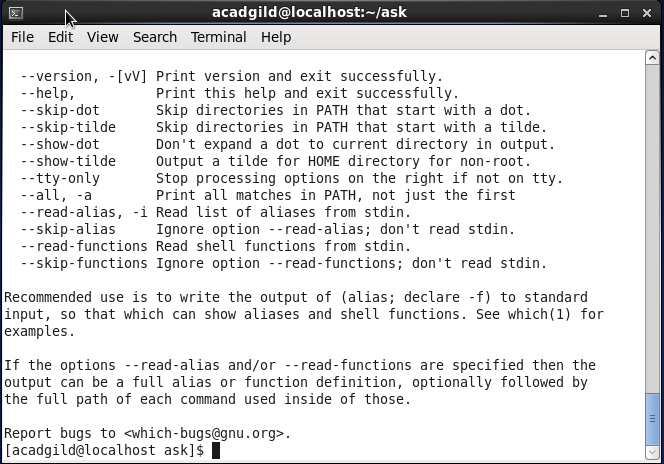 acadgild@localhost:~/ask
File Edit View Search Terminal Help
--version, -[vV] Print version and exit successfully.
--help, Print this help and exit successfully.
--skip-dot Skip directories in PATH that start with a dot.
--skip-tilde Skip directories in PATH that start with a tilde.
--show-dot Don't expand a dot to current directory in output.
--show-tilde Output a tilde for HOME directory for non-root.
--tty-only Stop processing options on the right if not on tty.
--all, -a Print all matches in PATH, not just the first
--read-alias, -i Read list of aliases from stdin.
--skip-alias Ignore option --read-alias; don't read stdin.
--read-functions Read shell functions from stdin.
--skip-functions Ignore option --read-functions; don't read stdin.
Recommended use is to write the output of (alias; declare -f) to standard
input, so that which can show aliases and shell functions. See which(1) for
examples.
If the options --read-alias and/or --read-functions are specified then the
output can be a full alias or function definition, optionally followed by
the full path of each command used inside of those.
Report bugs to <which-bugs@gnu.org>.
[acadgild@localhost ask]$